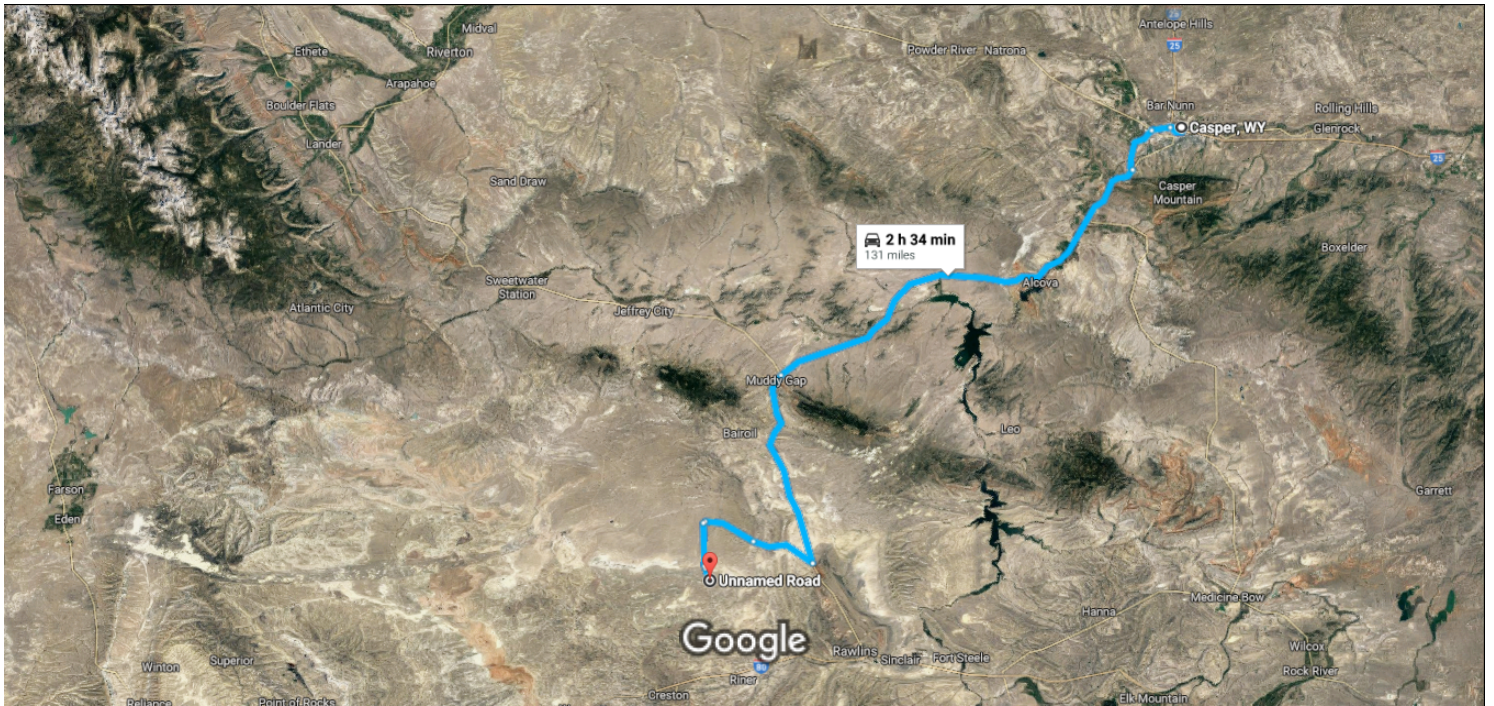 25
Antelope Hills
Midval
Ethete
Riverton
Powder River
Natrona
25
Arapahoe
Boulder Flats
Bar Nunn
Rolling Hills
Casper, WY
Glenrock
Lander
25
Sand Draw
Casper
Mountain
2 h 34 min
131 miles
Boxelder
Sweetwater
Station
Alcova
Atlantic City
Jeffrey City
Muddy Gap
Leo
Bairoil
Farson
Garrett
Eden
Unnamed Road
Medicine Bow
Hanna
Google
Wilcox
Rawlins
Sinclair
Fort Steele
Winton
Superior
80
Rock River
Riner
Creston
Elk Mountain
Reliance
Point of Rocks